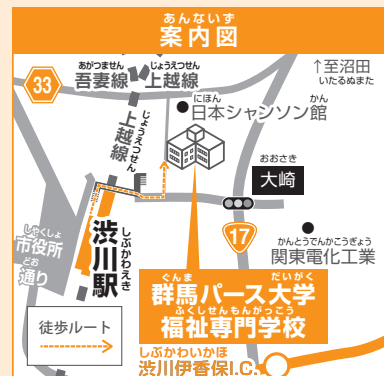 あんないず
案内図
33
あがつません
吾妻線
じょうえつせん
上越線
↑至沼田
いたるぬまた
にほん かん
日本シャンソン館
じょうえつせん
上越線
おおさき
大崎
しやくしょ
市役所
どお
通り
しぶかわえき
渋川駅
17
かんとうでんかこうぎょう
関東電化工業
ぐんま だいがく
群馬パース大学
ふくしせんもんがっこう
福祉専門学校
徒歩ルート
しぶかわいかほ
渋川伊香保I.C.